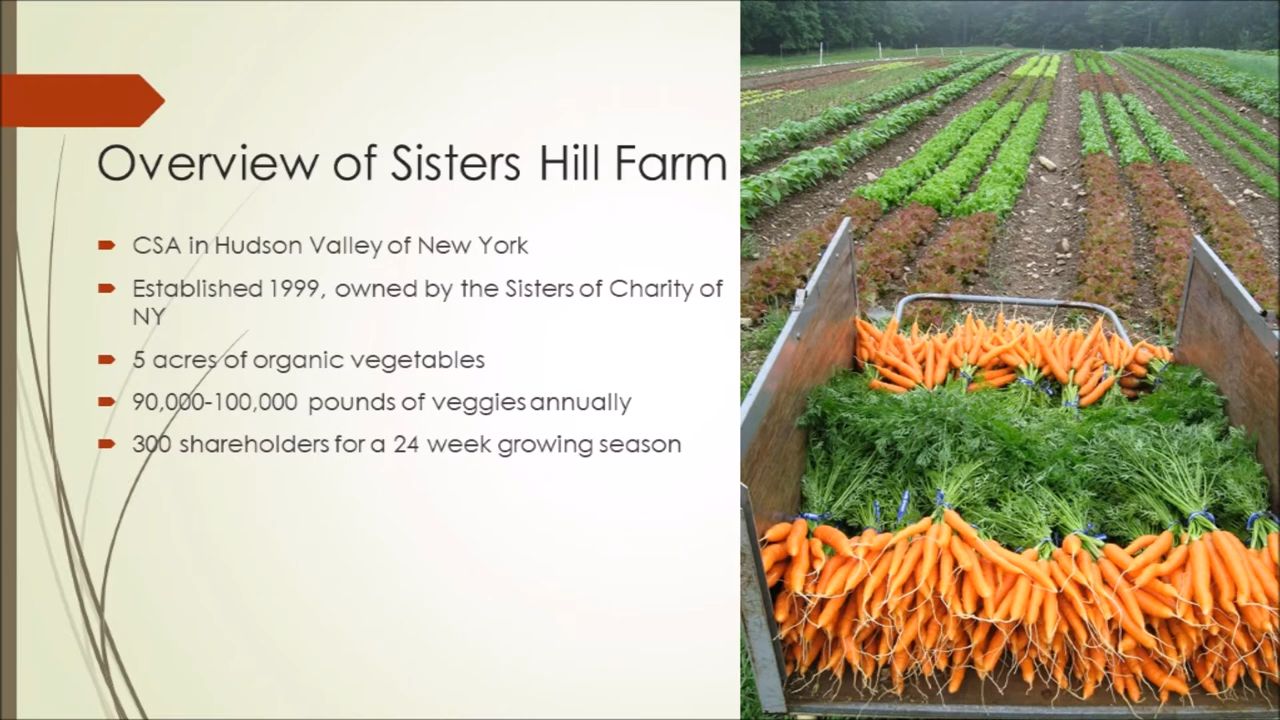 Overview of Sisters Hill Farm
CSA in Hudson Valley of New York
Established 1999, owned by the Sisters of Charity of
NY
5 acres of organic vegetables
90,000-100,000 pounds of veggies annually
300 shareholders for a 24 week growing season